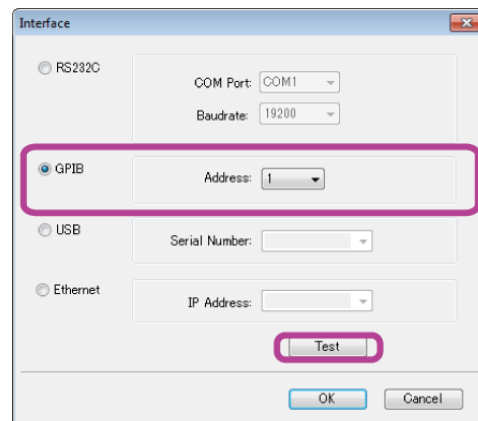 Interface
RS232C
COM Port: COM1
Baudrate: 19200
GPIB
Address: 1
USB
Serial Number:
Ethernet
IP Address:
Test
OK Cancel